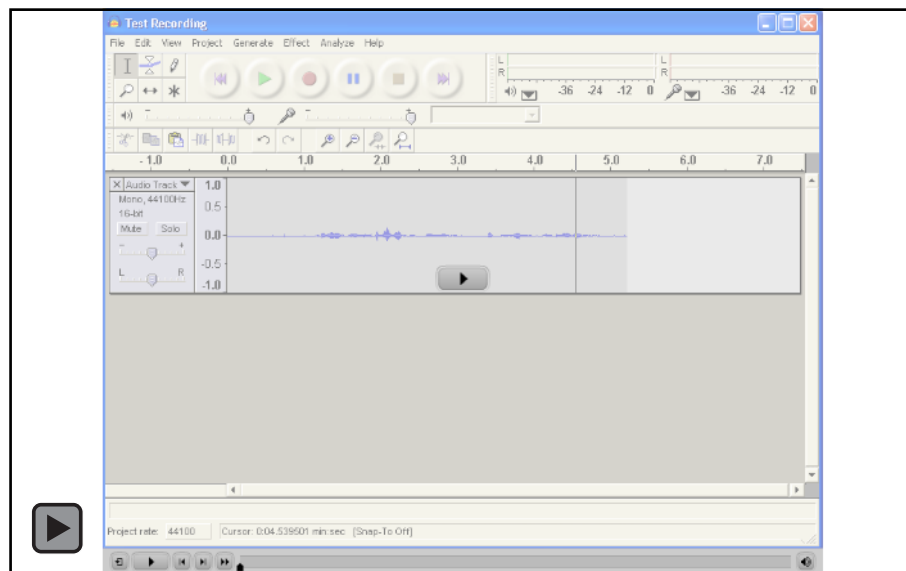 Test Recording
File Edit View Project Generate Effect Analyze Help
L
R
-36 -24 -12 0
L
R
-36 -24 -12 0
- 1.0 0.0 1.0 2.0 3.0 4.0 5.0 6.0 7.0
Audio Track
Mono, 44100Hz
16-bit
Mute Solo
- +
L R
1.0
0.5
0.0
-0.5
-1.0
Project rate: 44100 Cursor: 0:04.539501 min:sec [Snap-To Off]